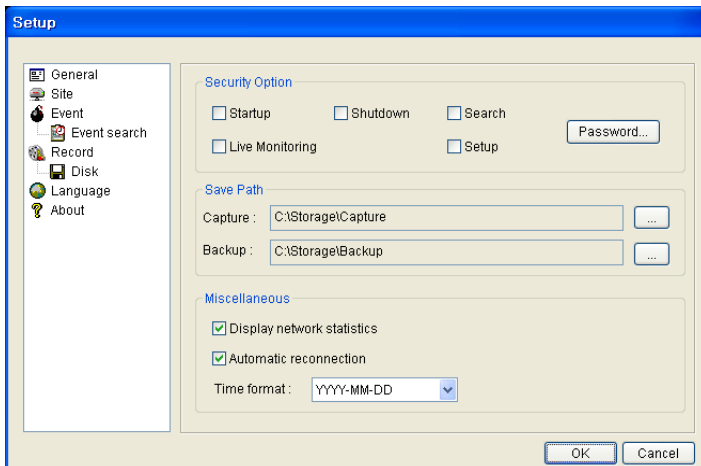 Setup
General
Site
Event
Event search
Record
Disk
Language
About
Security Option
Startup
Shutdown
Search
Live Monitoring
Setup
Password...
Save Path
Capture : C:\Storage\Capture ...
Backup : C:\Storage\Backup ...
Miscellaneous
Display network statistics
Automatic reconnection
Time format : YYYY-MM-DD
OK
Cancel